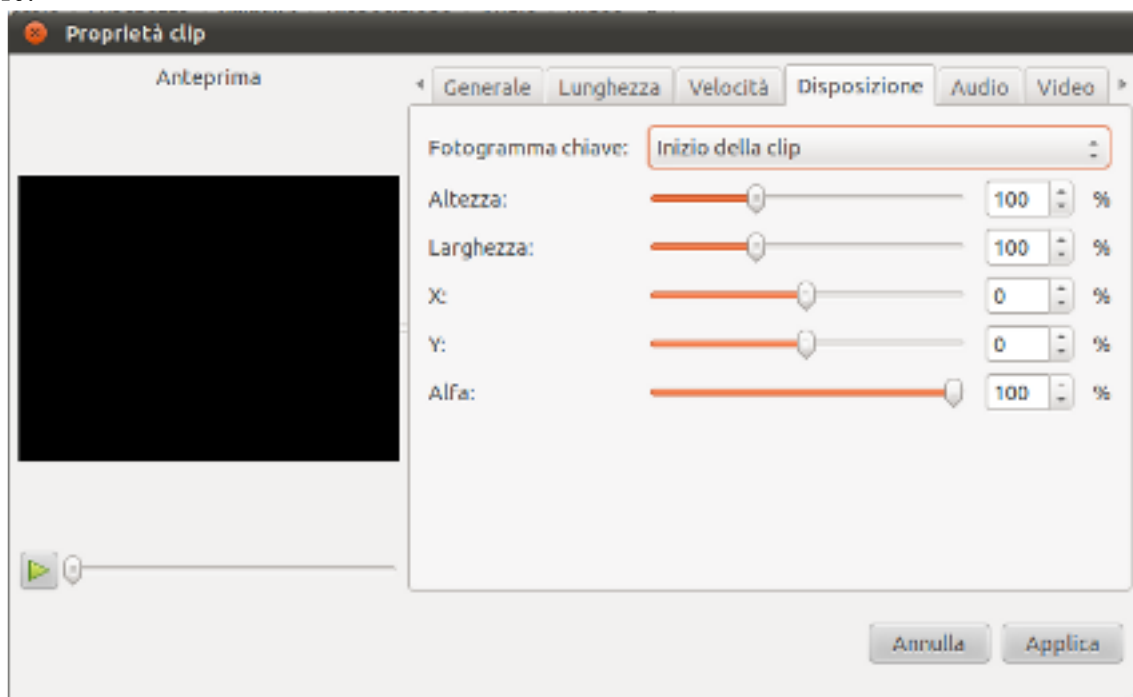 Proprietà clip
Anteprima
Generale Lunghezza Velocità Disposizione Audio Video
Fotogramma chiave: Inizio della clip
Altezza: 100 %
Larghezza: 100 %
X: 0 %
Y: 0 %
Alfa: 100 %
Annulla Applica